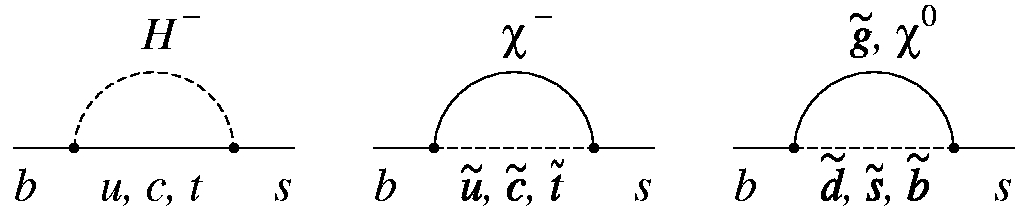 H⁻ χ⁻ g̃, χ⁰
b u, c, t s b ũ, c̃, t̃ s b d̃, s̃, b̃ s